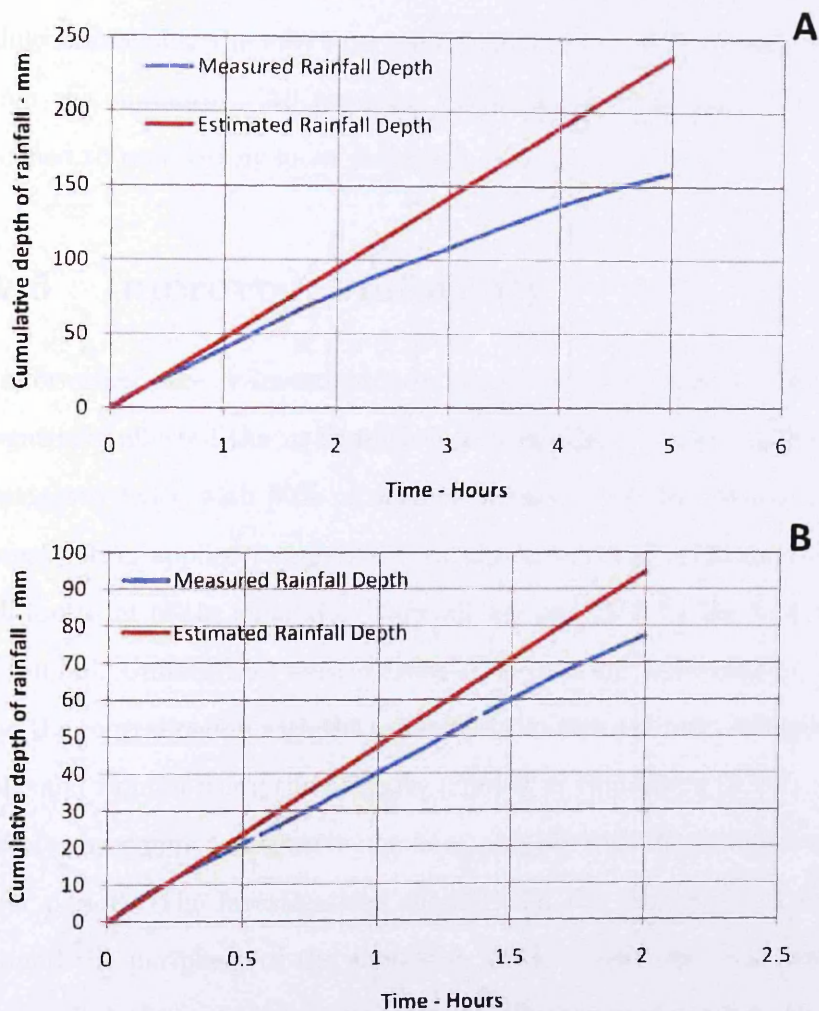 A
Cumulative depth of rainfall - mm
250
200
150
100
50
0
Measured Rainfall Depth
Estimated Rainfall Depth
0 1 2 3 4 5 6
Time - Hours
B
Cumulative depth of rainfall - mm
100
90
80
70
60
50
40
30
20
10
0
Measured Rainfall Depth
Estimated Rainfall Depth
0 0.5 1 1.5 2 2.5
Time - Hours